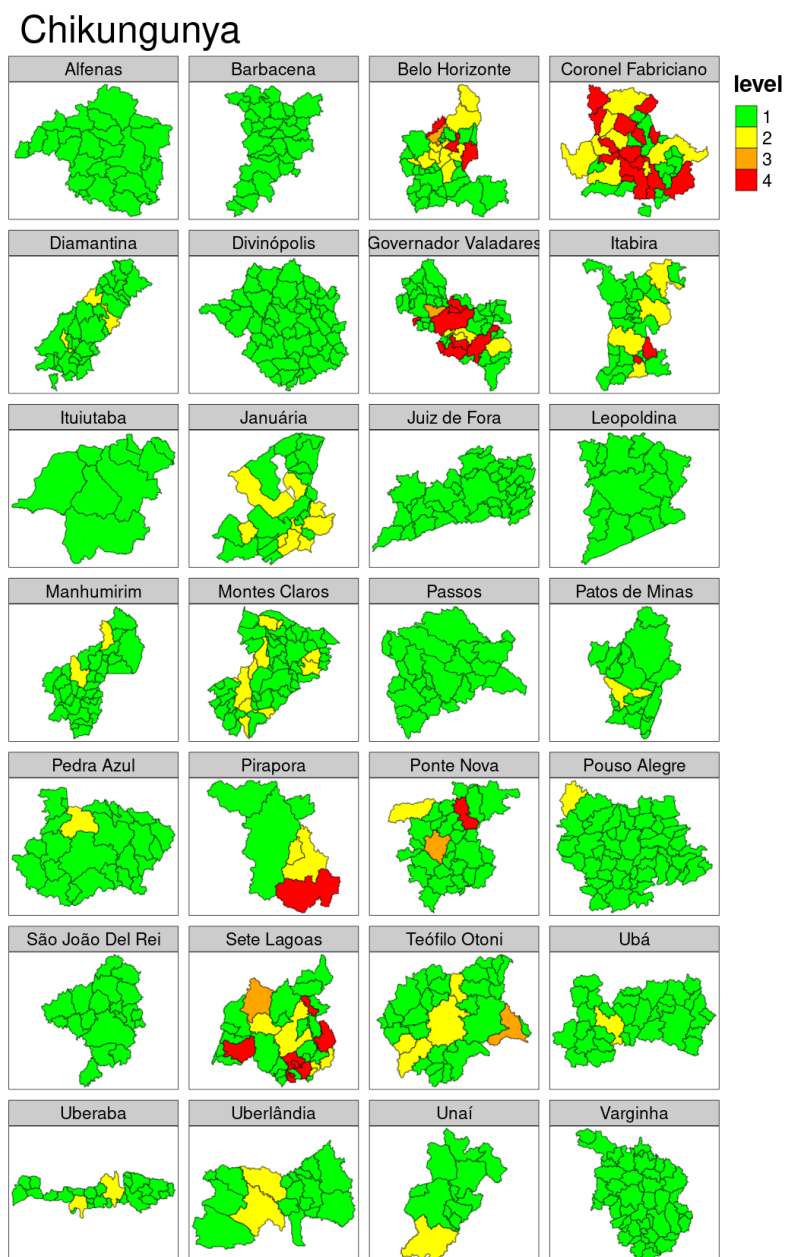 Chikungunya
Alfenas
Barbacena
Belo Horizonte
Coronel Fabriciano
level
1
2
3
4
Diamantina
Divinópolis
Governador Valadares
Itabira
Ituiutaba
Januária
Juiz de Fora
Leopoldina
Manhumirim
Montes Claros
Passos
Patos de Minas
Pedra Azul
Pirapora
Ponte Nova
Pouso Alegre
São João Del Rei
Sete Lagoas
Teófilo Otoni
Ubá
Uberaba
Uberlândia
Unaí
Varginha